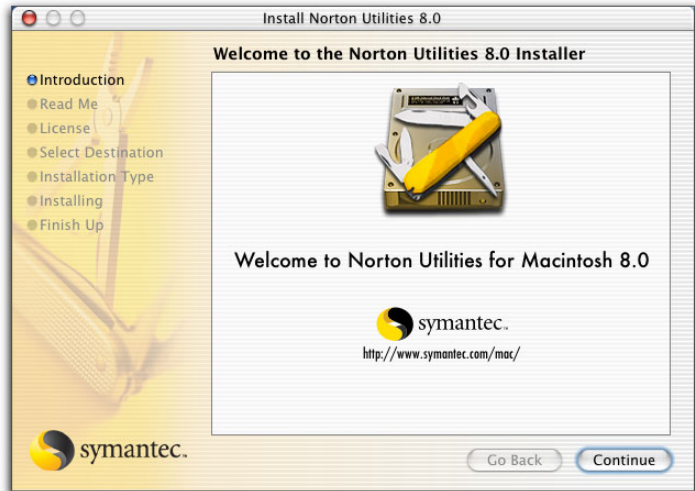 Install Norton Utilities 8.0
Welcome to the Norton Utilities 8.0 Installer
Introduction
Read Me
License
Select Destination
Installation Type
Installing
Finish Up
Welcome to Norton Utilities for Macintosh 8.0
symantec.
http://www.symantec.com/mac/
symantec.
Go Back
Continue